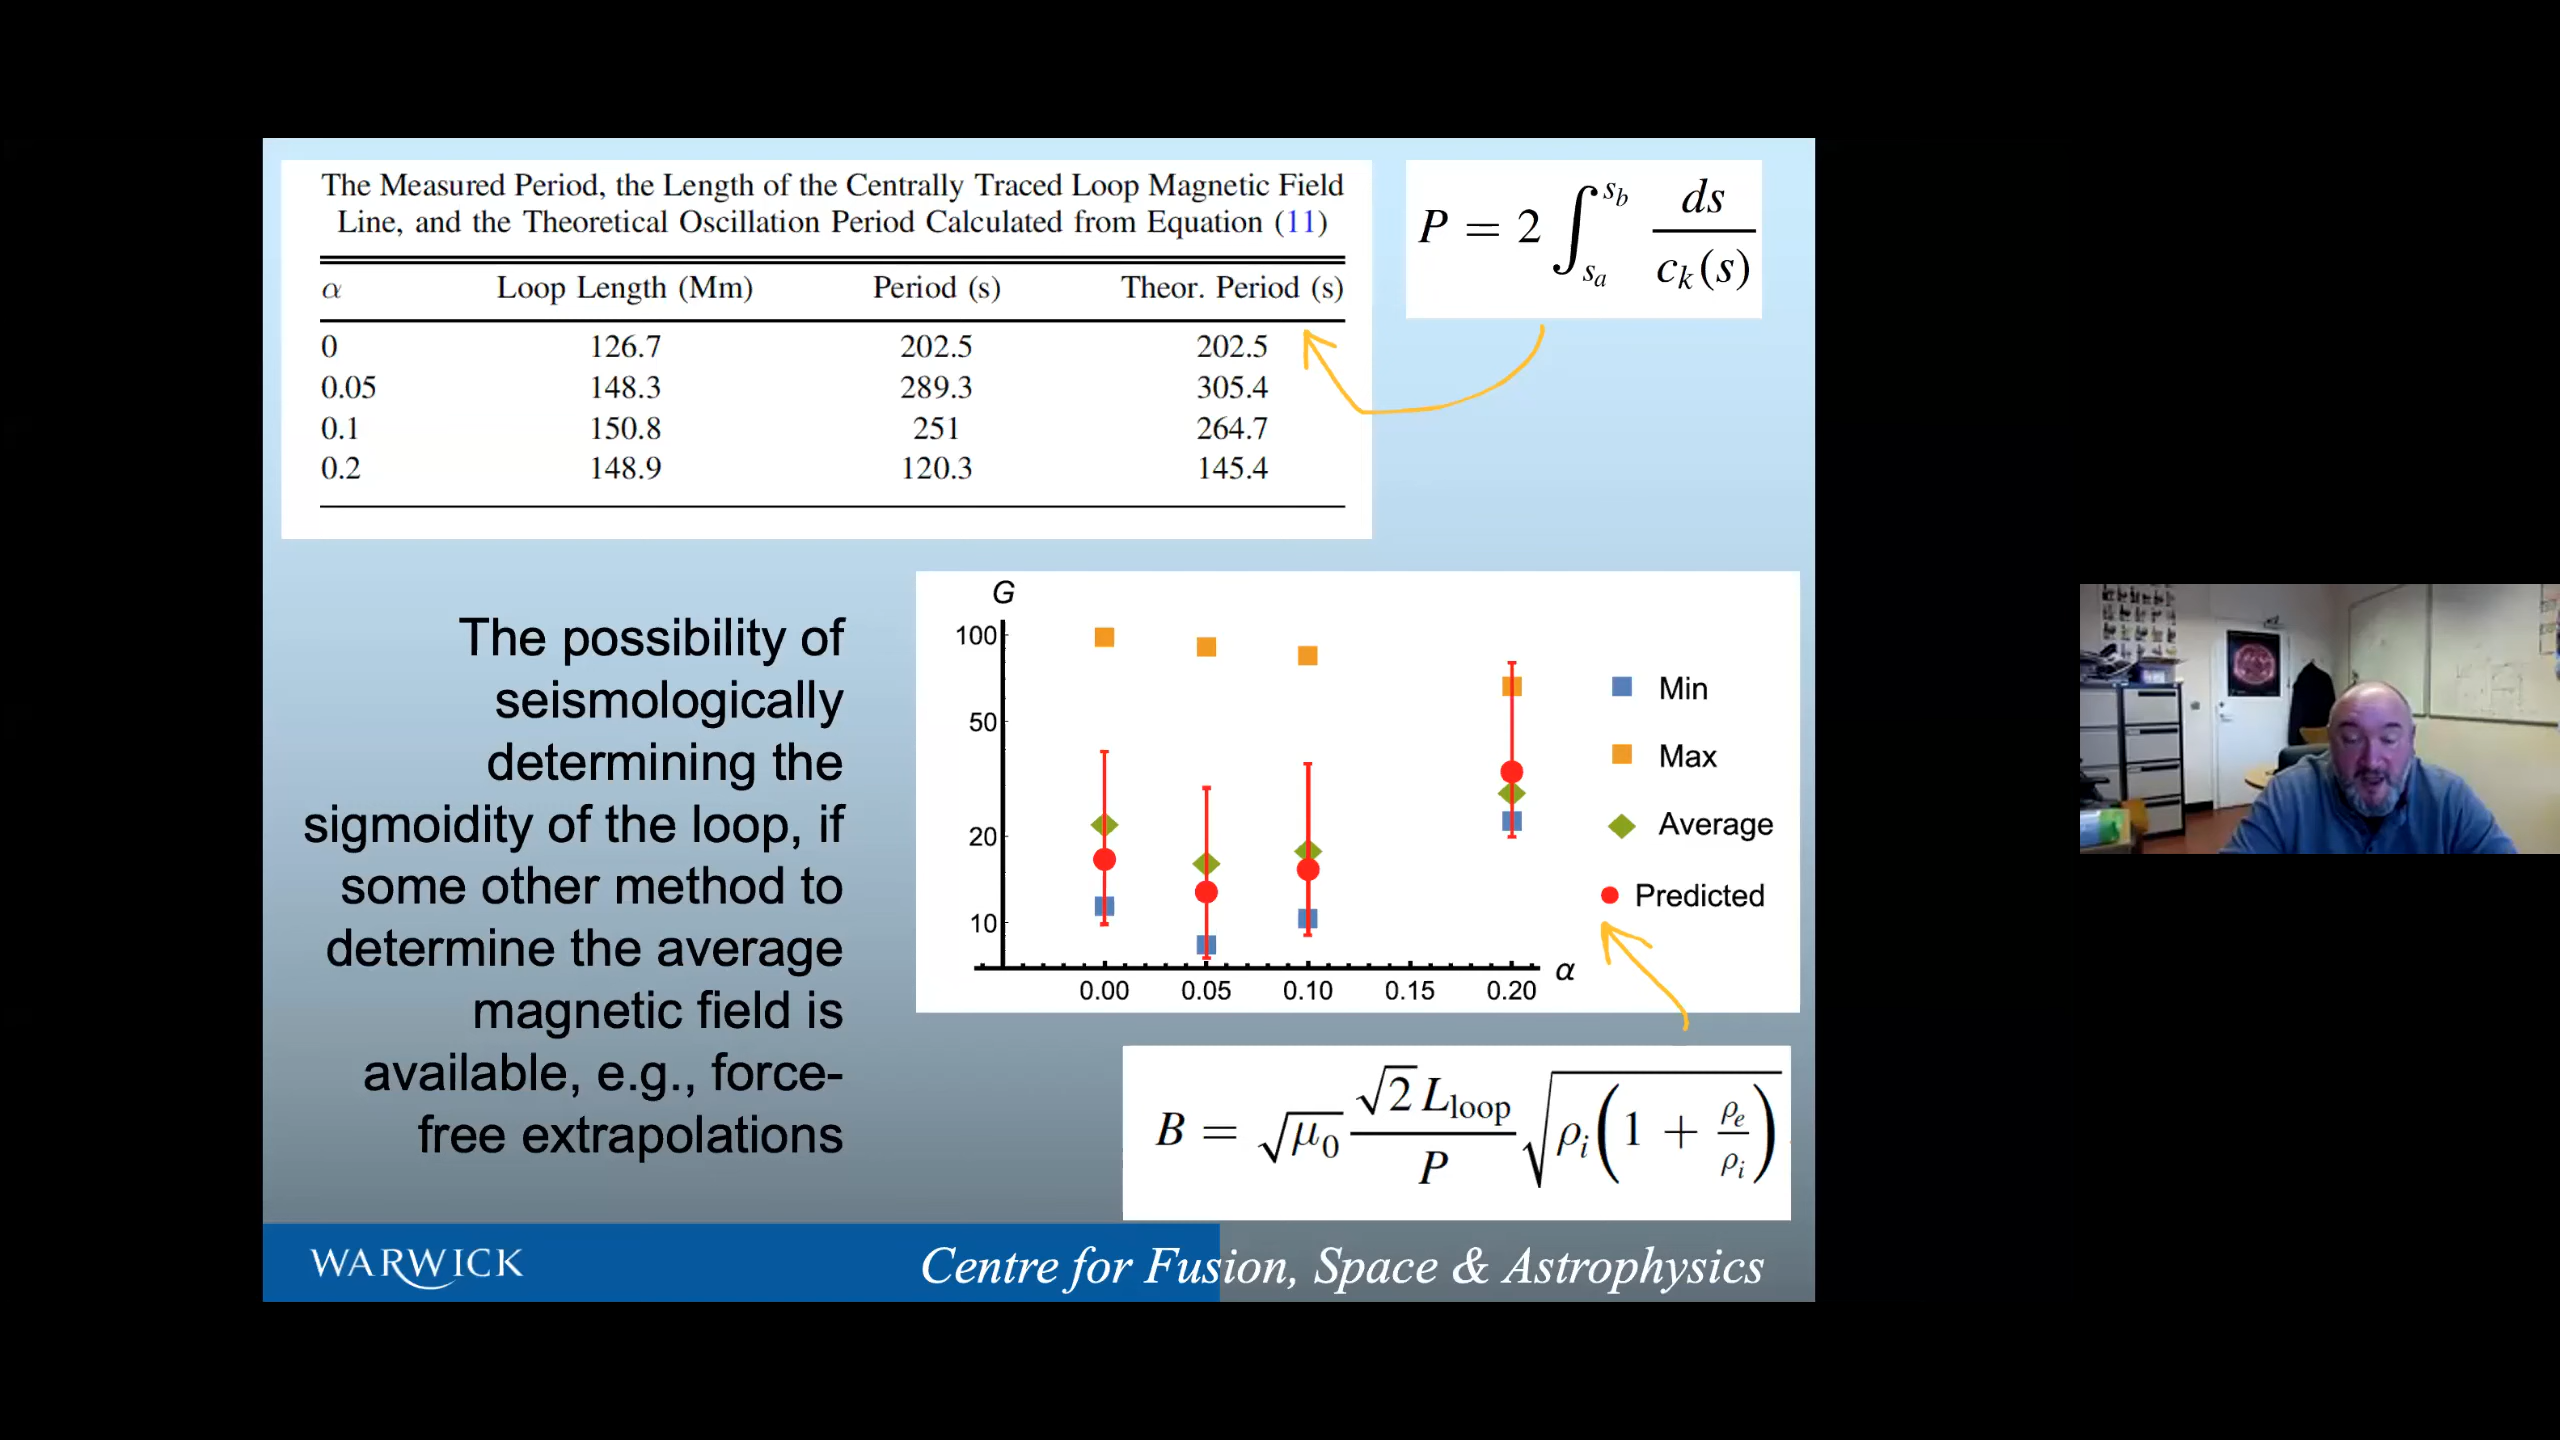 The Measured Period, the Length of the Centrally Traced Loop Magnetic Field
Line, and the Theoretical Oscillation Period Calculated from Equation (11)
α Loop Length (Mm) Period (s) Theor. Period (s)
0 126.7 202.5 202.5
0.05 148.3 289.3 305.4
0.1 150.8 251 264.7
0.2 148.9 120.3 145.4
P = 2 ∫_{s_a}^{s_b} ds / c_k(s)
The possibility of
seismologically
determining the
sigmoidity of the loop, if
some other method to
determine the average
magnetic field is
available, e.g., force-
free extrapolations
G
100
50
20
10
0.00 0.05 0.10 0.15 0.20 α
Min
Max
Average
Predicted
B = √μ₀ (√2 L_loop / P) √(ρ_i (1 + ρ_e/ρ_i))
WARWICK
Centre for Fusion, Space & Astrophysics